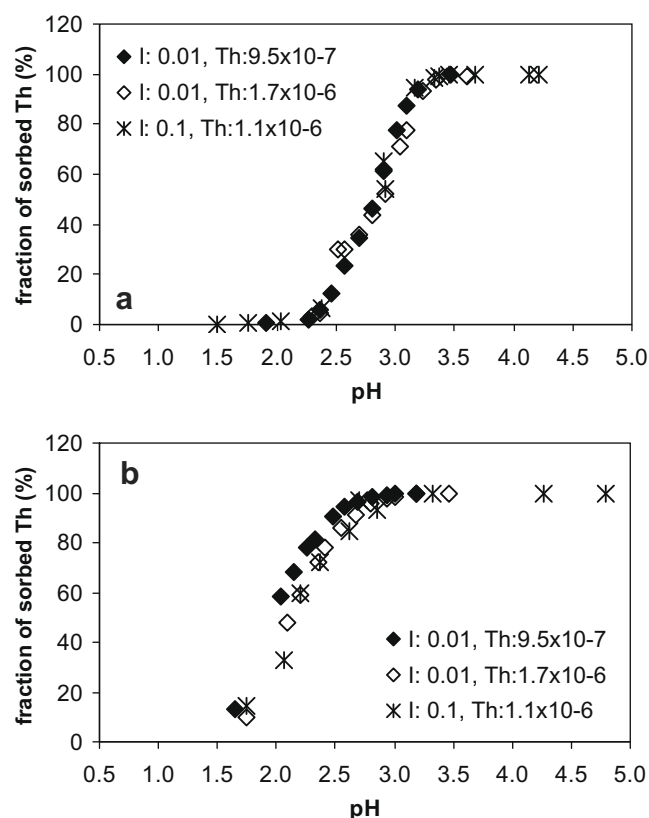 120
100
80
60
40
20
0
fraction of sorbed Th (%)
I: 0.01, Th:9.5x10-7
I: 0.01, Th:1.7x10-6
I: 0.1, Th:1.1x10-6
a
0.5 1.0 1.5 2.0 2.5 3.0 3.5 4.0 4.5 5.0
pH
120
100
80
60
40
20
0
fraction of sorbed Th (%)
b
I: 0.01, Th:9.5x10-7
I: 0.01, Th:1.7x10-6
I: 0.1, Th:1.1x10-6
0.5 1.0 1.5 2.0 2.5 3.0 3.5 4.0 4.5 5.0
pH